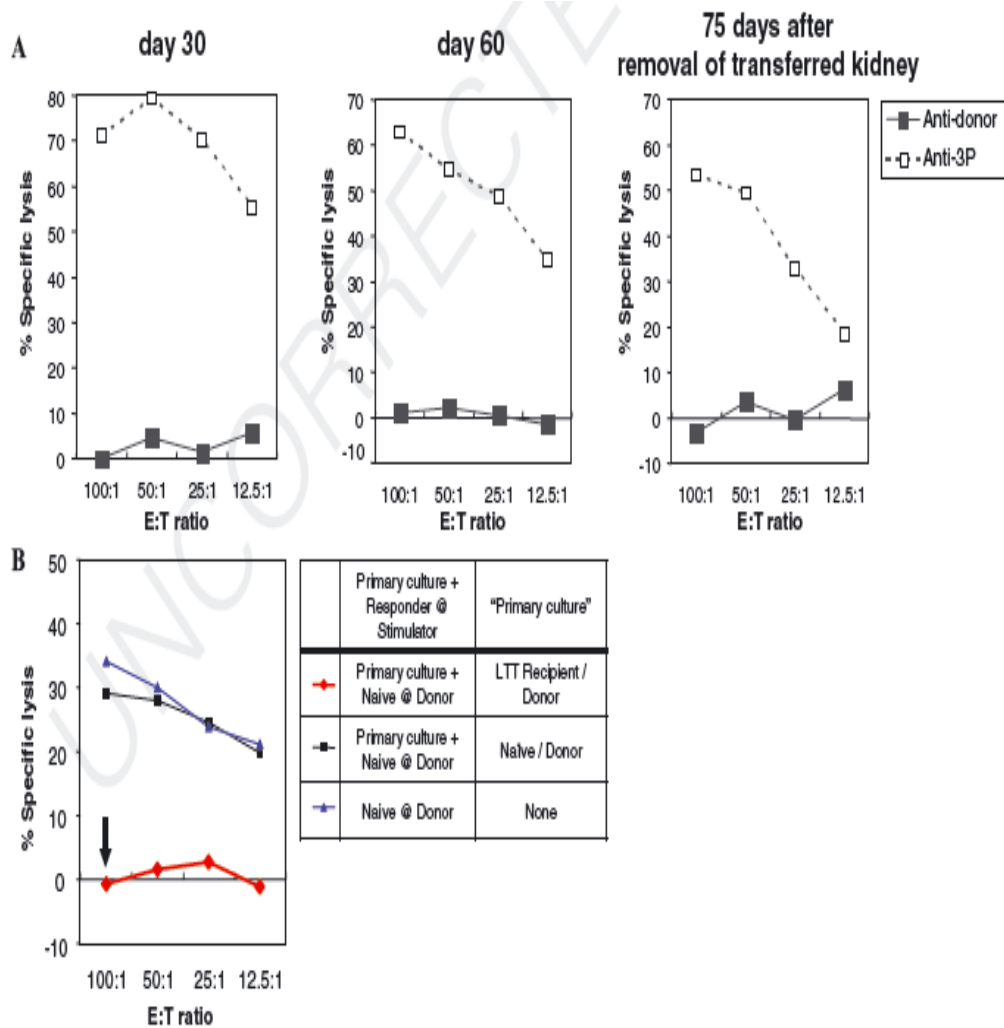 A
day 30
day 60
75 days after
removal of transferred kidney
80
70
60
50
40
30
20
10
0
% Specific lysis
100:1 50:1 25:1 12.5:1
E:T ratio
70
60
50
40
30
20
10
0
-10
% Specific lysis
100:1 50:1 25:1 12.5:1
E:T ratio
70
60
50
40
30
20
10
0
-10
% Specific lysis
100:1 50:1 25:1 12.5:1
E:T ratio
Anti-donor
Anti-3P
B
50
40
30
20
10
0
-10
% Specific lysis
100:1 50:1 25:1 12.5:1
E:T ratio
Primary culture +
Responder @
Stimulator
"Primary culture"
Primary culture +
Naive @ Donor
LTT Recipient /
Donor
Primary culture +
Naive @ Donor
Naïve / Donor
Naive @ Donor
None
UNCORRECTE